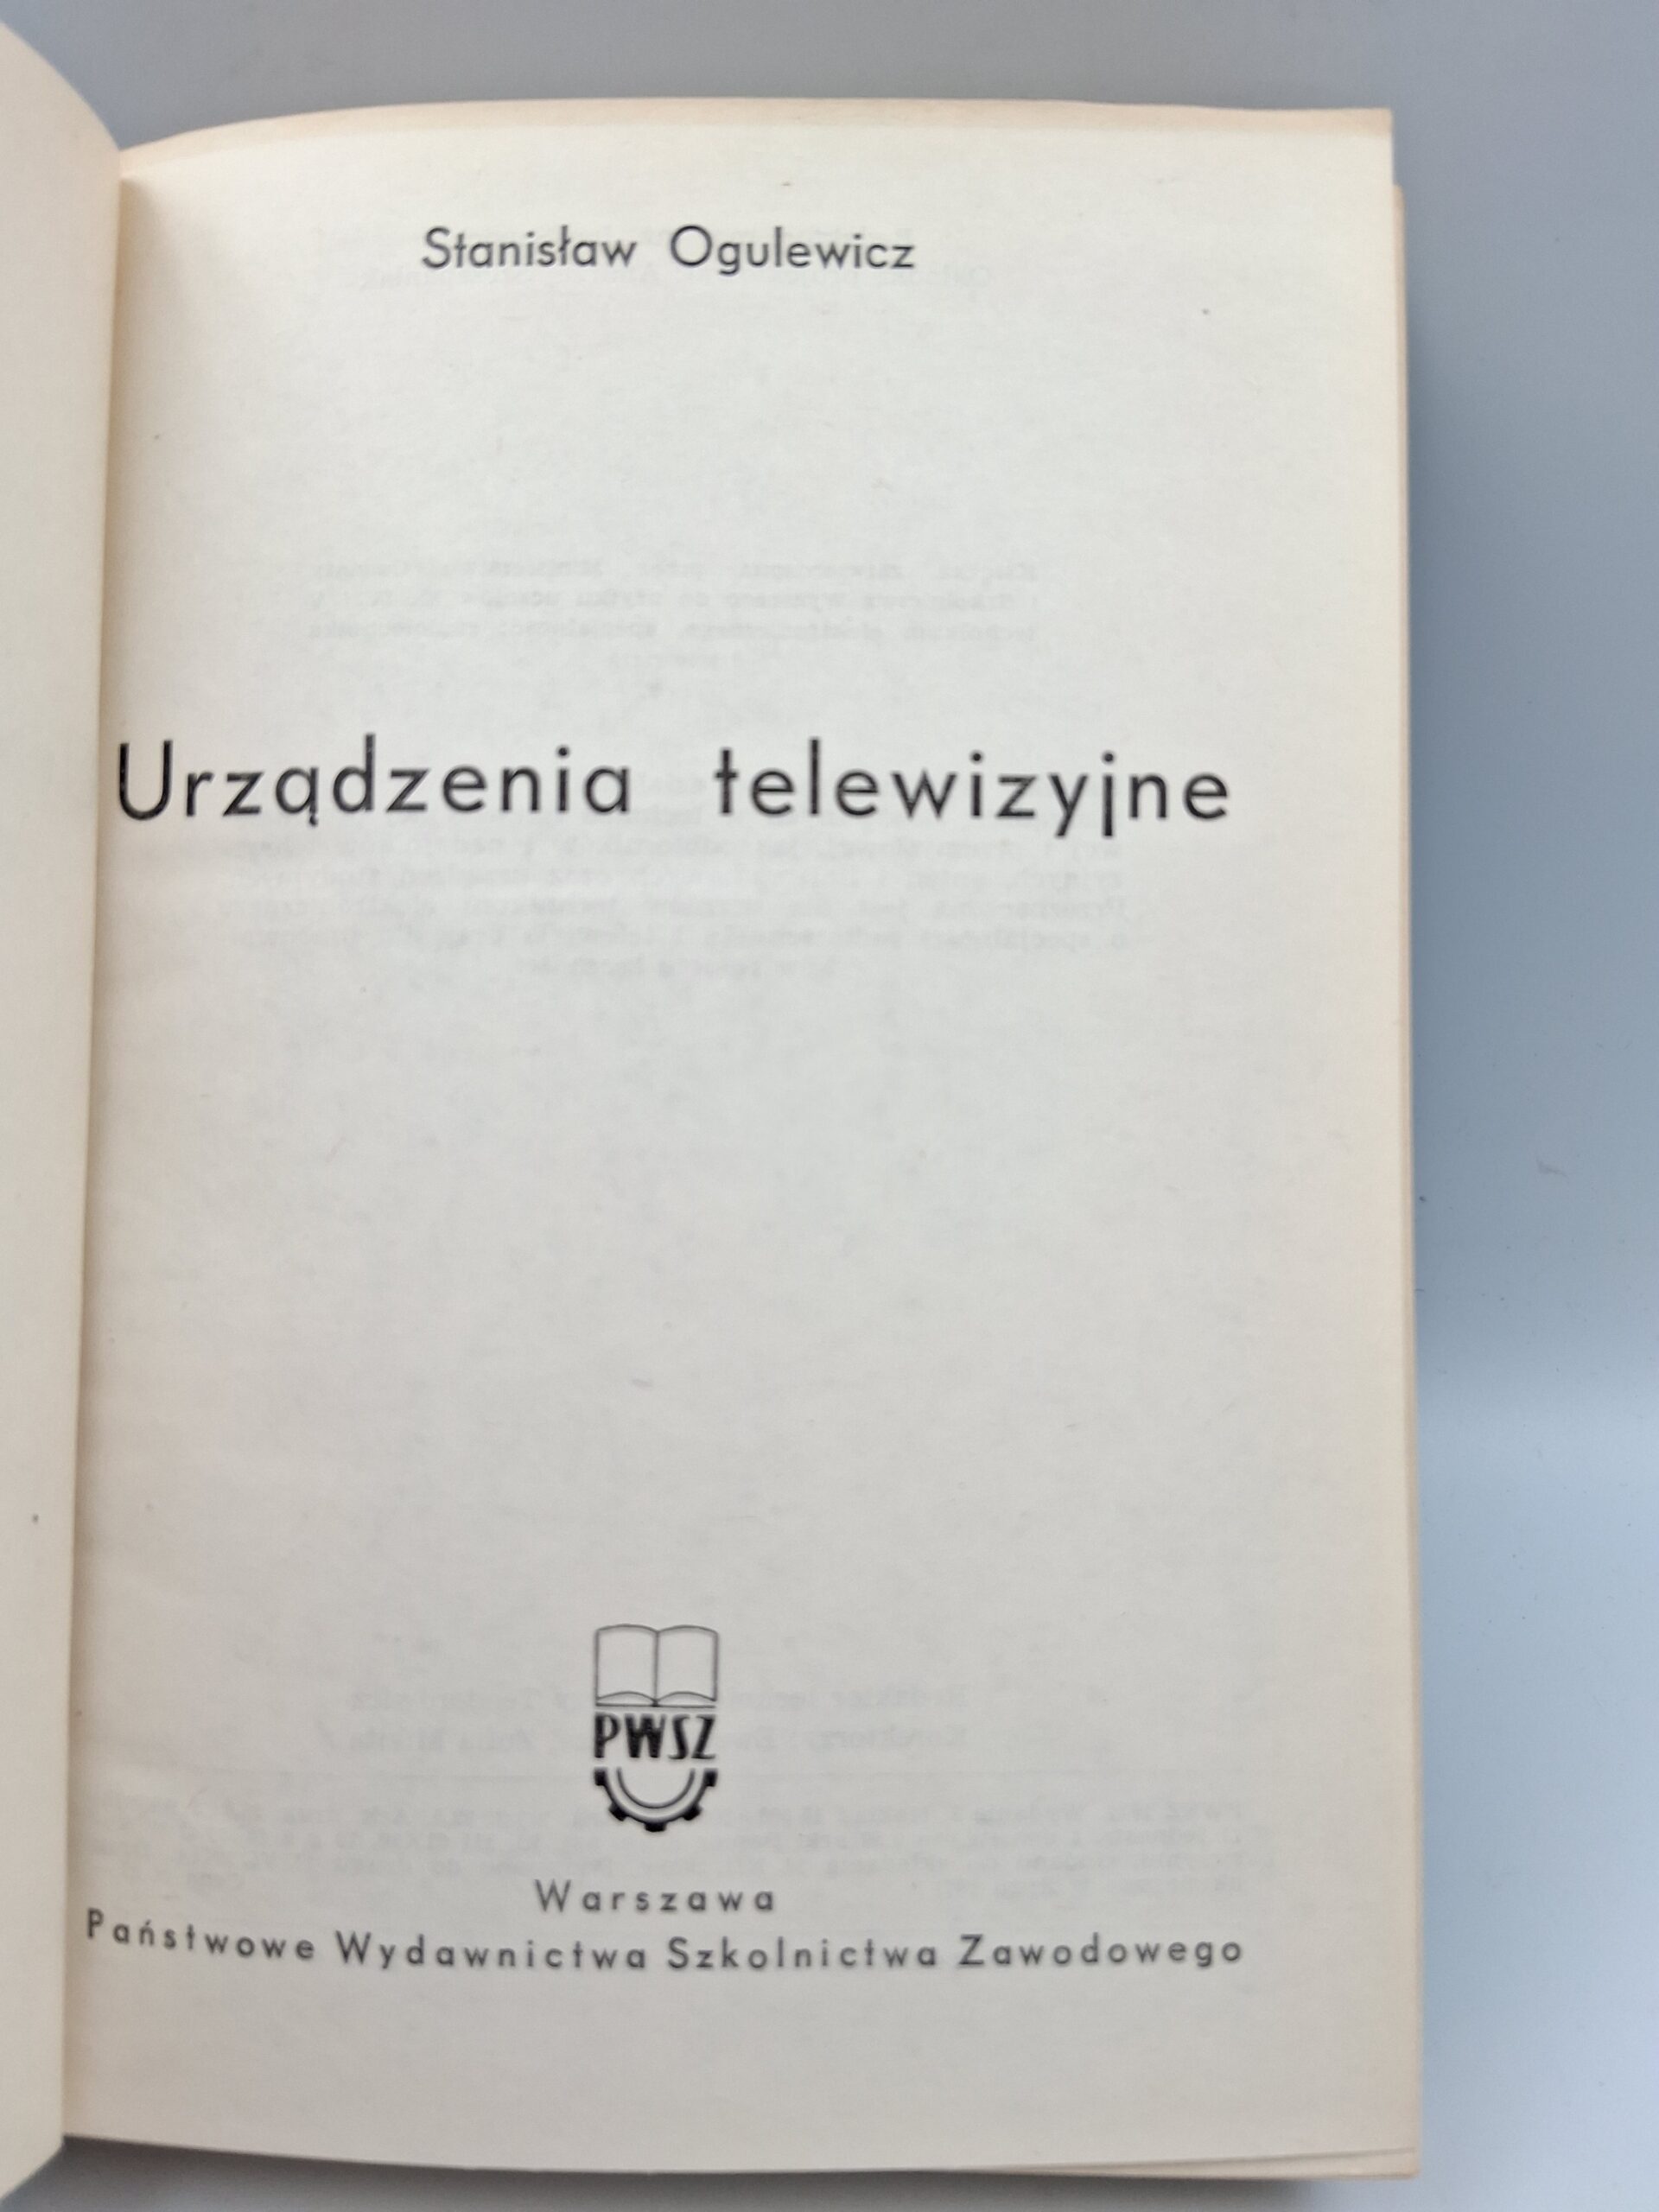 Stanisław Ogulewicz
Urządzenia telewizyjne
PWSZ
Warszawa
Państwowe Wydawnictwa Szkolnictwa Zawodowego